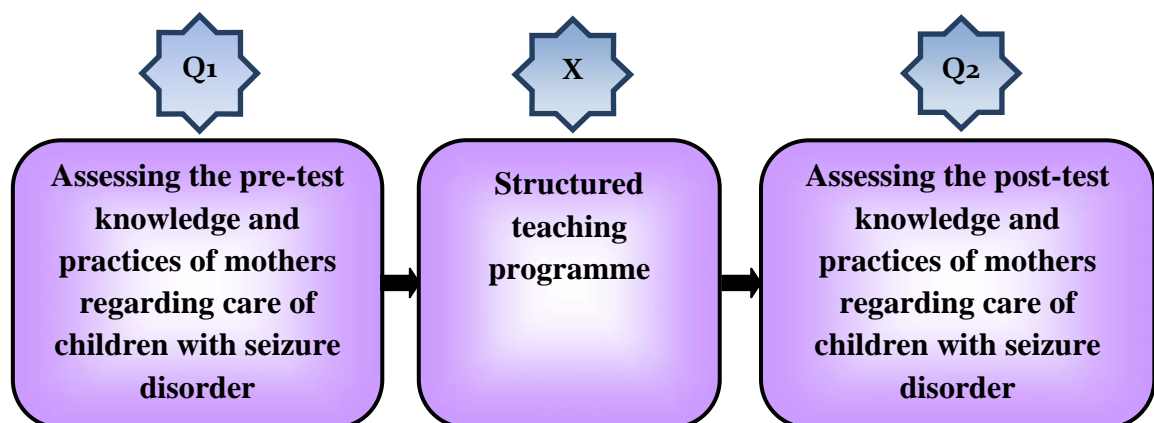 Q1
X
Q2
Assessing the pre-test
knowledge and
practices of mothers
regarding care of
children with seizure
disorder
Structured
teaching
programme
Assessing the post-test
knowledge and
practices of mothers
regarding care of
children with seizure
disorder